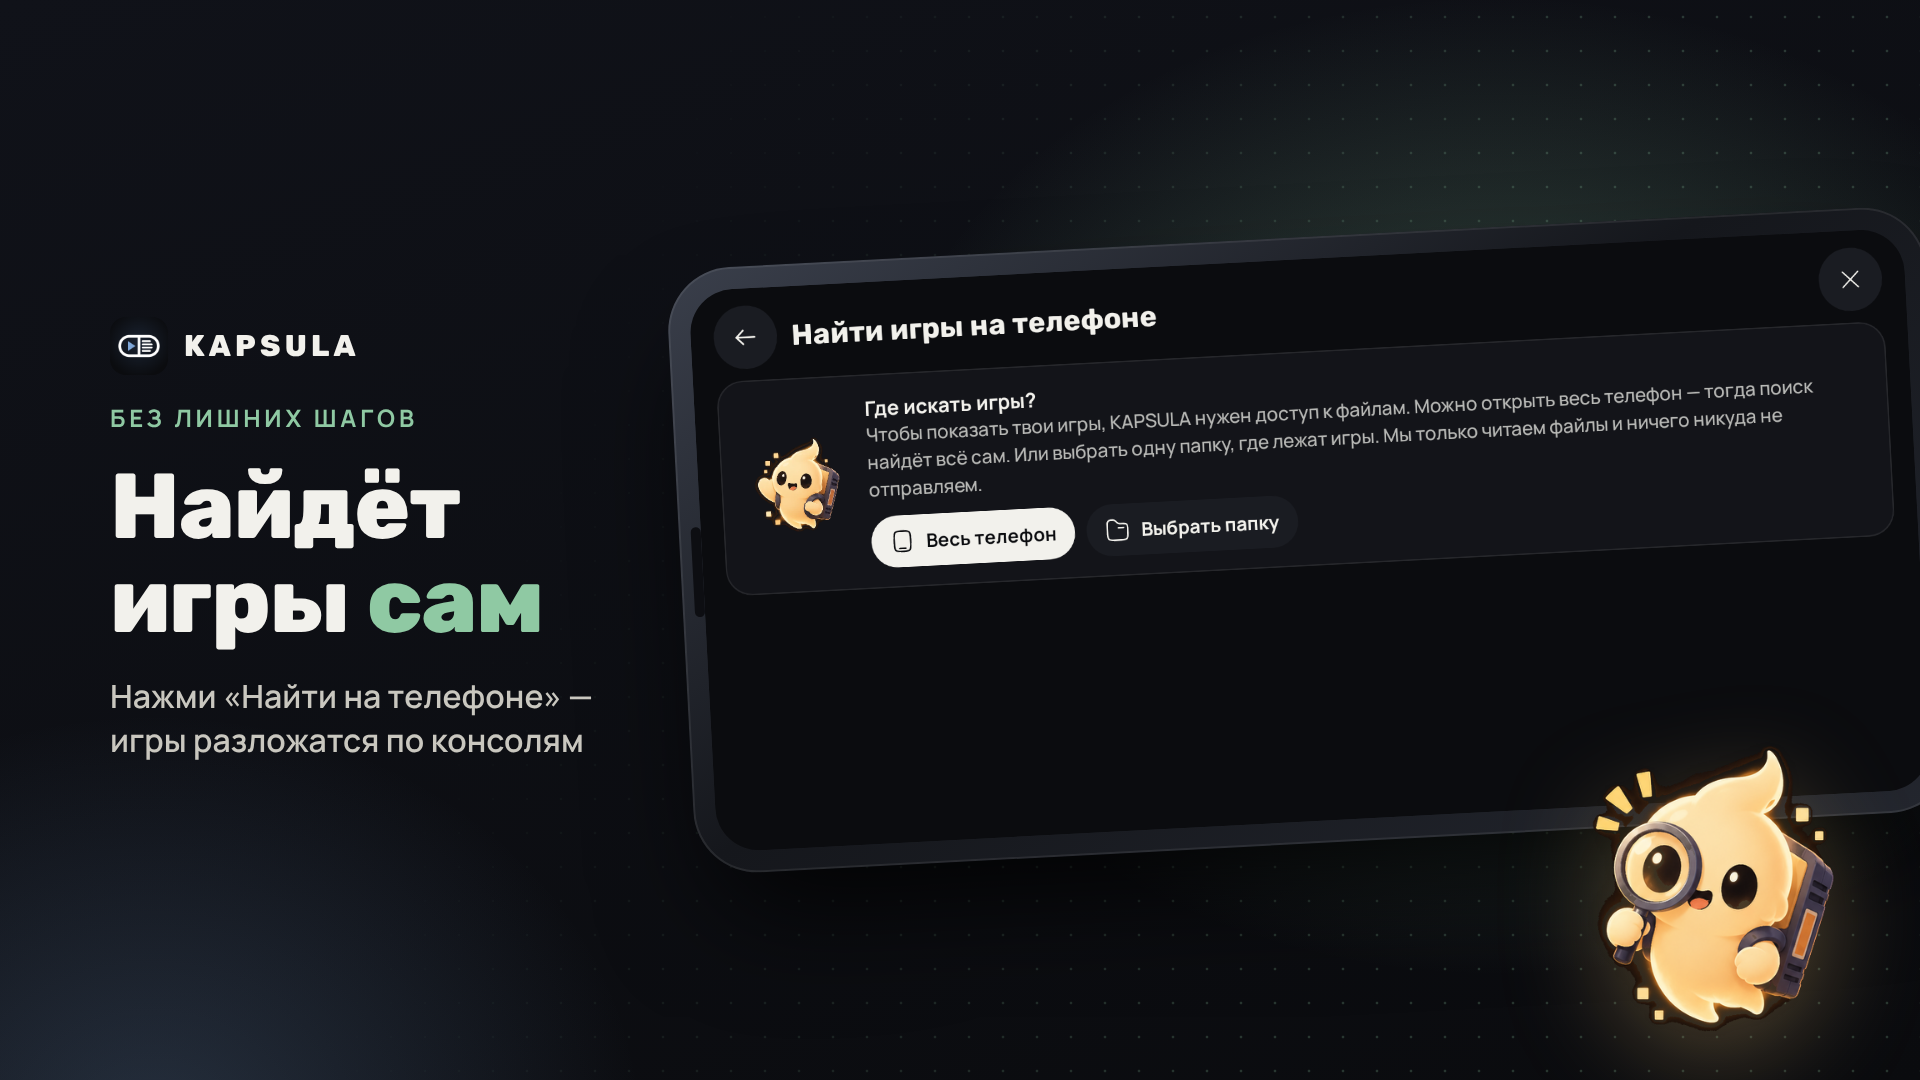 KAPSULA
БЕЗ ЛИШНИХ ШАГОВ
Найдёт
игры сам
Нажми «Найти на телефоне» —
игры разложатся по консолям
Найти игры на телефоне
Где искать игры?
Чтобы показать твои игры, KAPSULA нужен доступ к файлам. Можно открыть весь телефон — тогда поиск
найдёт всё сам. Или выбрать одну папку, где лежат игры. Мы только читаем файлы и ничего никуда не
отправляем.
Весь телефон
Выбрать папку